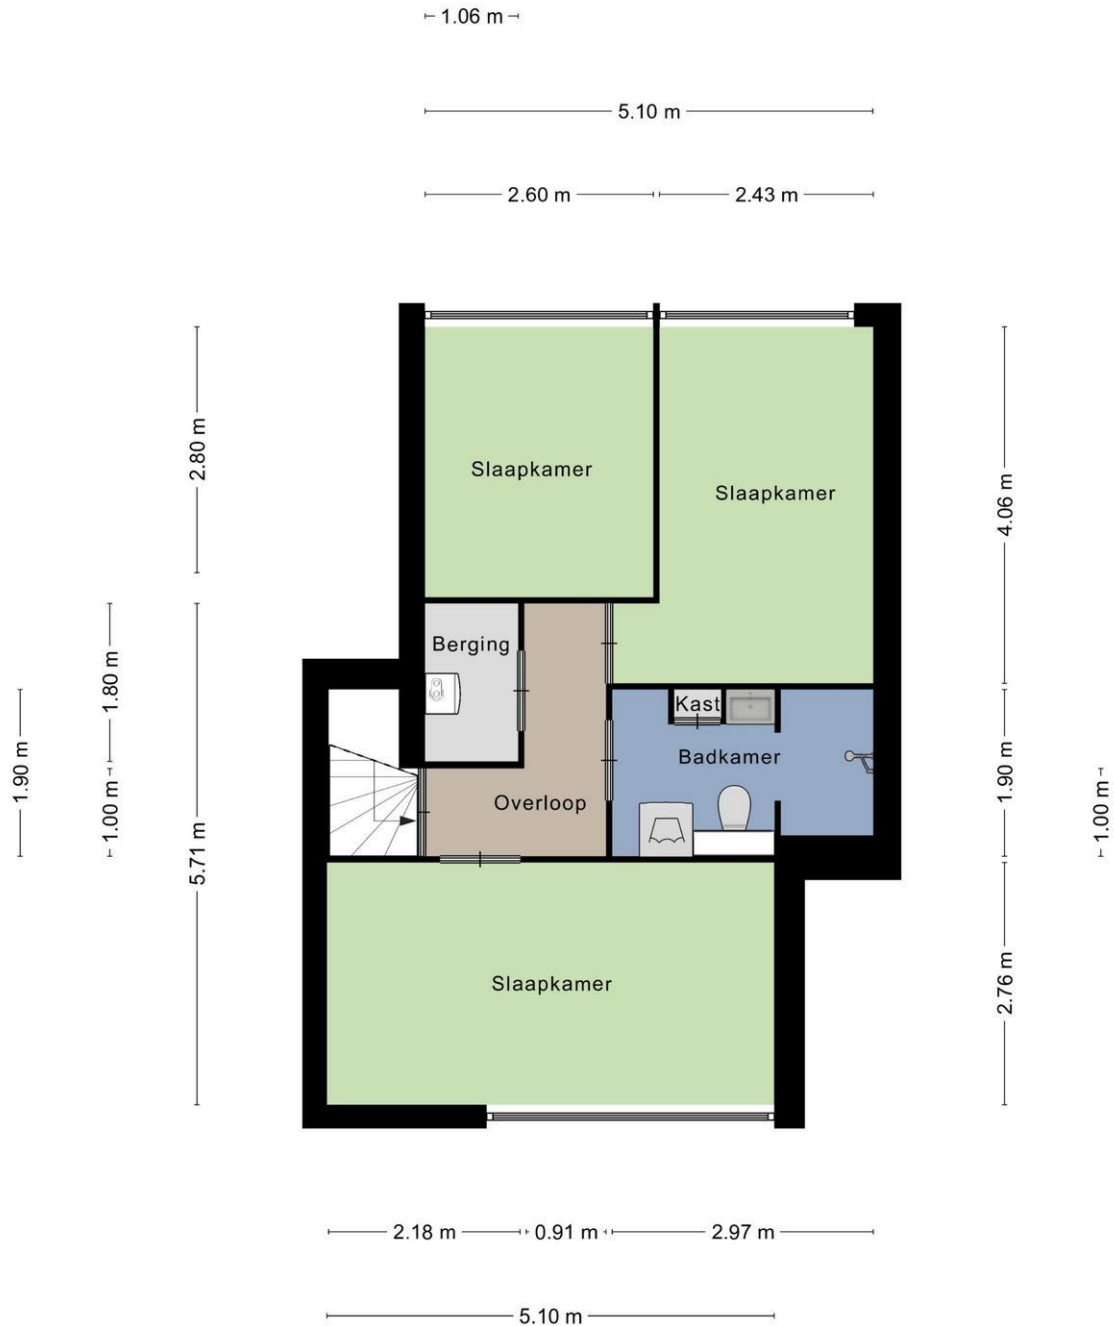 1.06 m
5.10 m
2.60 m
2.43 m
2.80 m
Slaapkamer
Slaapkamer
4.06 m
Berging
1.80 m
Kast
1.90 m
Badkamer
1.90 m
Overloop
1.00 m
1.00 m
5.71 m
Slaapkamer
2.76 m
2.18 m
0.91 m
2.97 m
5.10 m